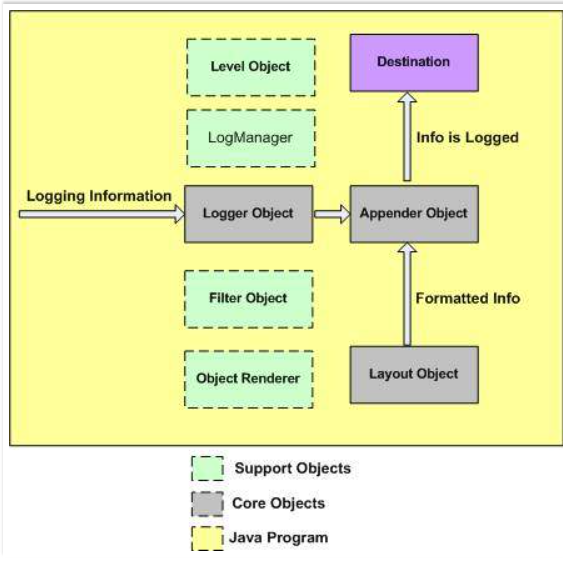 Level Object
Destination
LogManager
Info is Logged
Logging Information
Logger Object
Appender Object
Filter Object
Formatted Info
Object Renderer
Layout Object
Support Objects
Core Objects
Java Program